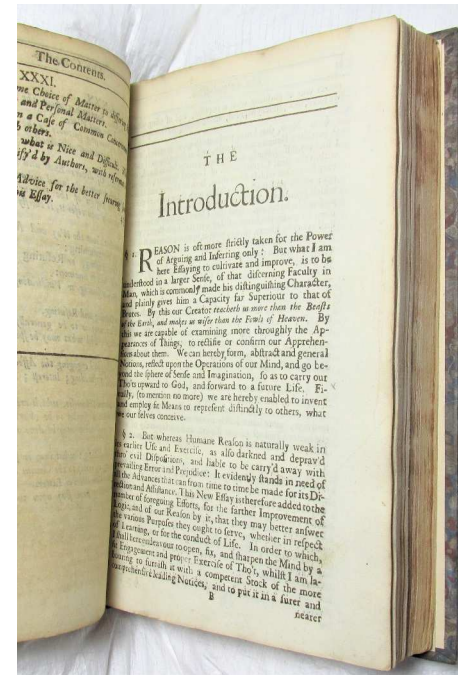 The Contents.
XXXI.
me Choice of Matter to
and Personal Matters.
n a Case of Common
others.
what is Nice and Difficult
ify'd by Authors, with
Advice for the better securing
his Essay.
THE
Introduction.
§ 1. REASON is oft more strictly taken for the Power
of Arguing and Inferring only: But what I am
here Essaying to cultivate and improve, is to be
understood in a larger Sense, of that discerning Faculty in
Man, which is commonly made his distinguishing Character,
and plainly gives him a Capacity far Superiour to that of
Brutes. By this our Creator teacheth us more than the Beasts
of the Earth, and makes us wiser than the Fowls of Heaven. By
this we are capable of examining more throughly the Ap-
pearances of Things, to rectifie or confirm our Apprehen-
sions about them. We can hereby form, abstract and general
Notions, reflect upon the Operations of our Mind, and go be-
yond the sphere of Sense and Imagination, so as to carry our
Tho'ts upward to God, and forward to a future Life. Fi-
nally, (to mention no more) we are hereby enabled to invent
and employ fit Means to represent distinctly to others, what
we our selves conceive.
§ 2. But whereas Humane Reason is naturally weak in
its earlier Use and Exercise, as also darkned and deprav'd
thro' evil Dispositions, and liable to be carry'd away with
prevailing Error and Prejudice: It evidently stands in need of
all the Advantages that can from time to time be made for its Di-
rection and Assistance. This New Essay is therefore added to the
number of foregoing Efforts, for the farther Improvement of
Logic, and of our Reason by it, that they may better answer
the various Purposes they ought to serve, whether in respect
of Learning, or for the conduct of Life. In order to which,
I shall here endeavour to open, fix, and sharpen the Mind by a
Engagement and proper Exercise of Tho't, whilst I am la-
bouring to furnish it with a competent Stock of the more
comprehensive leading Notices, and to put it in a surer and
B
nearer